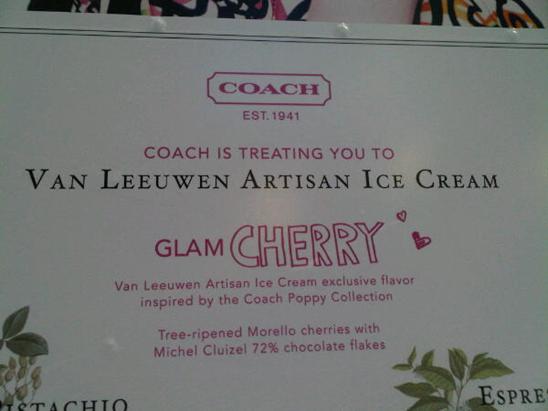 COACH
EST. 1941
COACH IS TREATING YOU TO
VAN LEEUWEN ARTISAN ICE CREAM
GLAM CHERRY
Van Leeuwen Artisan Ice Cream exclusive flavor
inspired by the Coach Poppy Collection
Tree-ripened Morello cherries with
Michel Cluizel 72% chocolate flakes
ISTACHIO
ESPRE